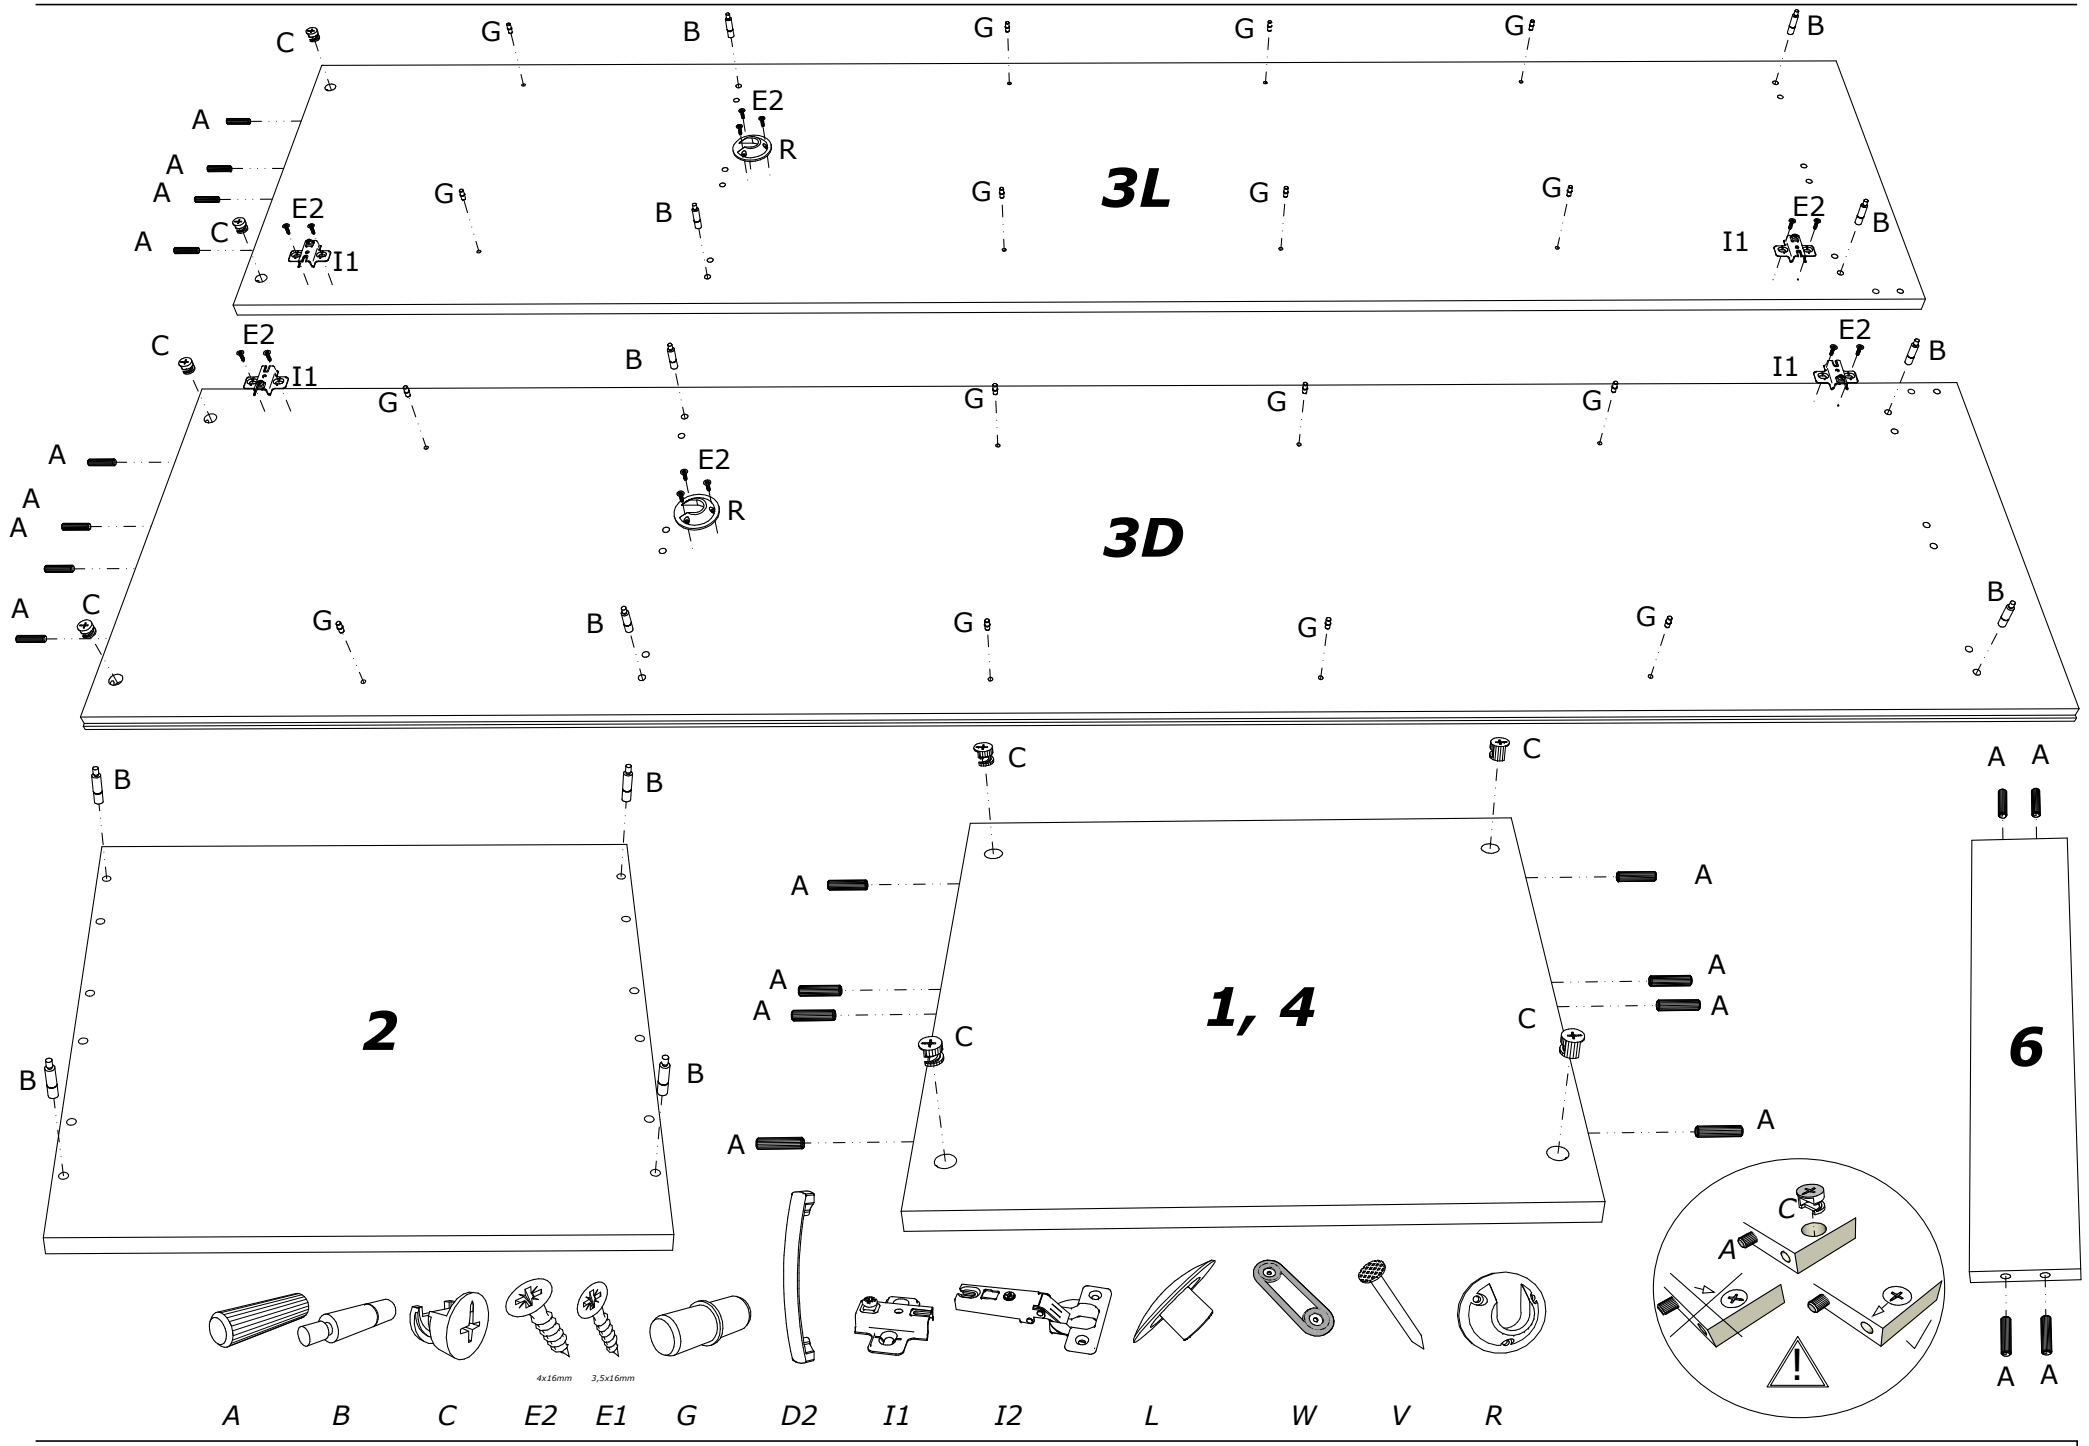 C G B G G G B
E2
A R
A G G G G
A E2 B 3L E2 B
C I1
A I1
E2 E2
C I1 B I1 B
G G G G
A E2
A R
A 3D
A C B
G B G G G
C C A A
B B
A A
A A
A A
2 C 1, 4 C 6
B B
A A
C
A
4x16mm 3,5x16mm
!
A A
A B C E2 E1 G D2 I1 I2 L W V R